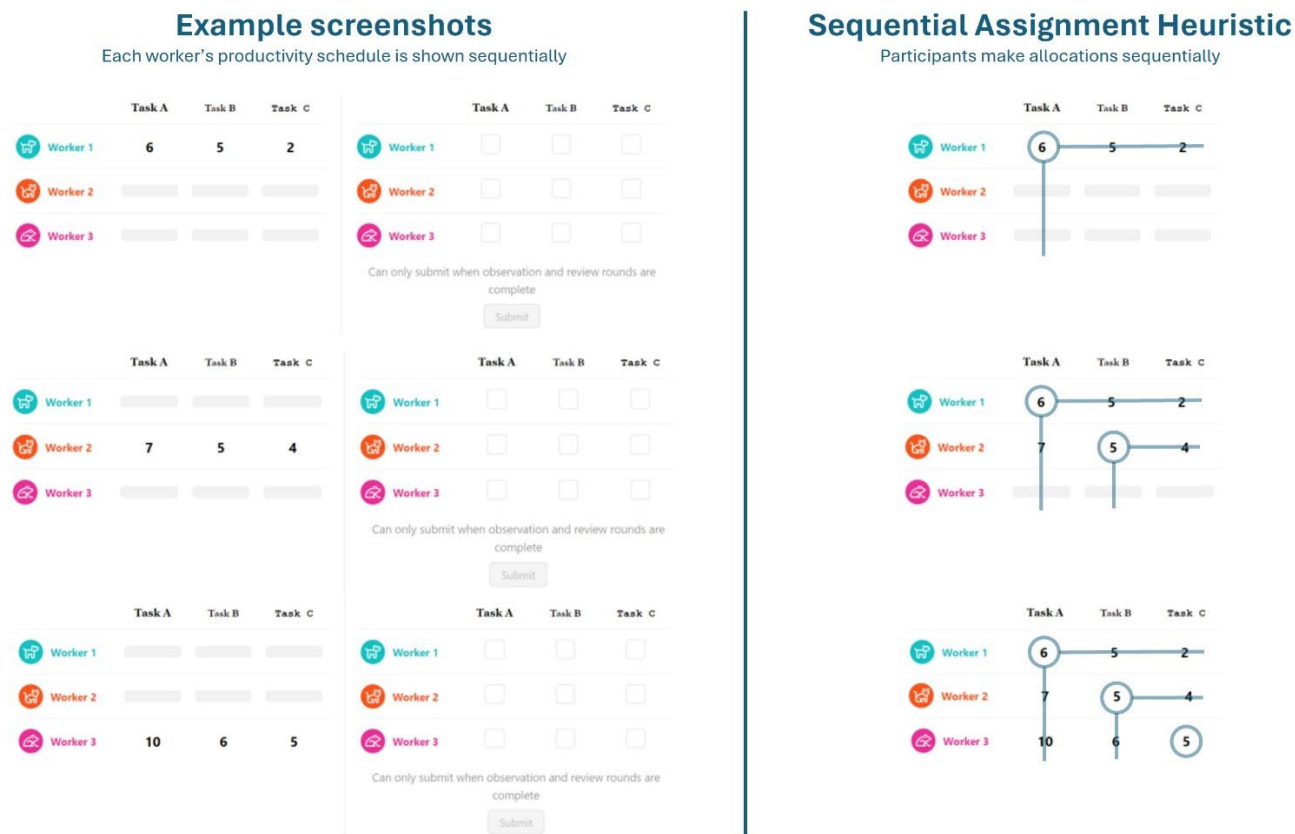 Example screenshots
Each worker's productivity schedule is shown sequentially
Task A Task B Task C
Worker 1 6 5 2
Worker 2
Worker 3
Task A Task B Task C
Worker 1
Worker 2
Worker 3
Can only submit when observation and review rounds are
complete
Submit
Task A Task B Task C
Worker 1
Worker 2 7 5 4
Worker 3
Task A Task B Task C
Worker 1
Worker 2
Worker 3
Can only submit when observation and review rounds are
complete
Submit
Task A Task B Task C
Worker 1
Worker 2
Worker 3 10 6 5
Task A Task B Task C
Worker 1
Worker 2
Worker 3
Can only submit when observation and review rounds are
complete
Submit
Sequential Assignment Heuristic
Participants make allocations sequentially
Task A Task B Task C
Worker 1 6 5 2
Worker 2
Worker 3
Task A Task B Task C
Worker 1 6 5 2
Worker 2 7 5 4
Worker 3
Task A Task B Task C
Worker 1 6 5 2
Worker 2 7 5 4
Worker 3 10 6 5